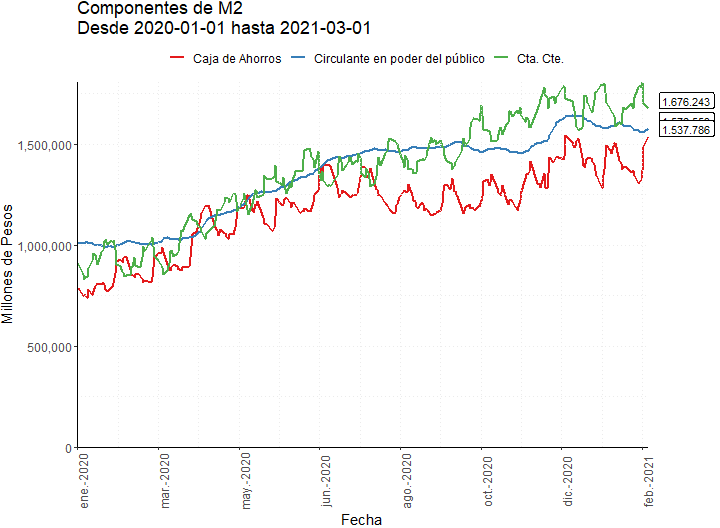 Componentes de M2
Desde 2020-01-01 hasta 2021-03-01
Caja de Ahorros Circulante en poder del público Cta. Cte.
Millones de Pesos
1,500,000
1,000,000
500,000
0
1.676.243
1.537.786
ene.-2020
mar.-2020
may.-2020
jun.-2020
ago.-2020
oct.-2020
dic.-2020
feb.-2021
Fecha